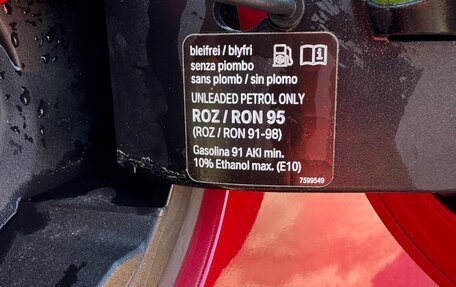 bleifrei / blyfri
senza piombo
sans plomb / sin plomo
UNLEADED PETROL ONLY
ROZ / RON 95
(ROZ / RON 91-98)
Gasolina 91 AKI min.
10% Ethanol max. (E10)
7599549